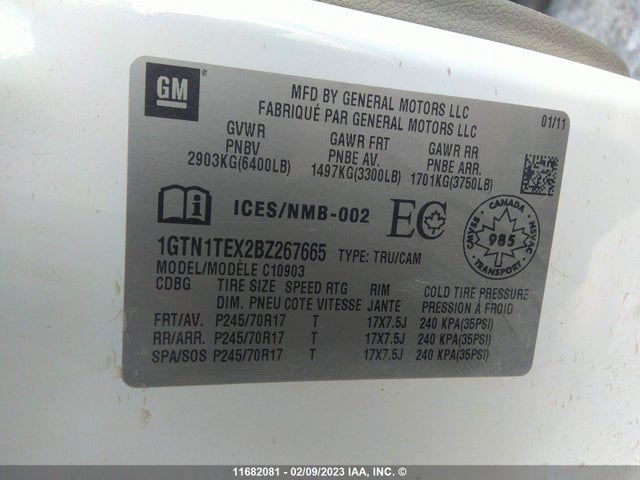 GM
MFD BY GENERAL MOTORS LLC
FABRIQUÉ PAR GENERAL MOTORS LLC
01/11
GVWR GAWR FRT GAWR RR
PNBV PNBE AV. PNBE ARR.
2903KG(6400LB) 1497KG(3300LB) 1701KG(3750LB)
ICES/NMB-002 EC
CANADA
SVAC NSVAC
985
TRANSPORT
1GTN1TEX2BZ267665 TYPE: TRU/CAM
MODEL/MODÈLE C10903
CDBG TIRE SIZE SPEED RTG RIM COLD TIRE PRESSURE
DIM. PNEU COTE VITESSE JANTE PRESSION À FROID
FRT/AV. P245/70R17 T 17X7.5J 240 KPA(35PSI)
RR/ARR. P245/70R17 T 17X7.5J 240 KPA(35PSI)
SPA/SOS P245/70R17 T 17X7.5J 240 KPA(35PSI)
11682081 - 02/09/2023 IAA, Inc. ©